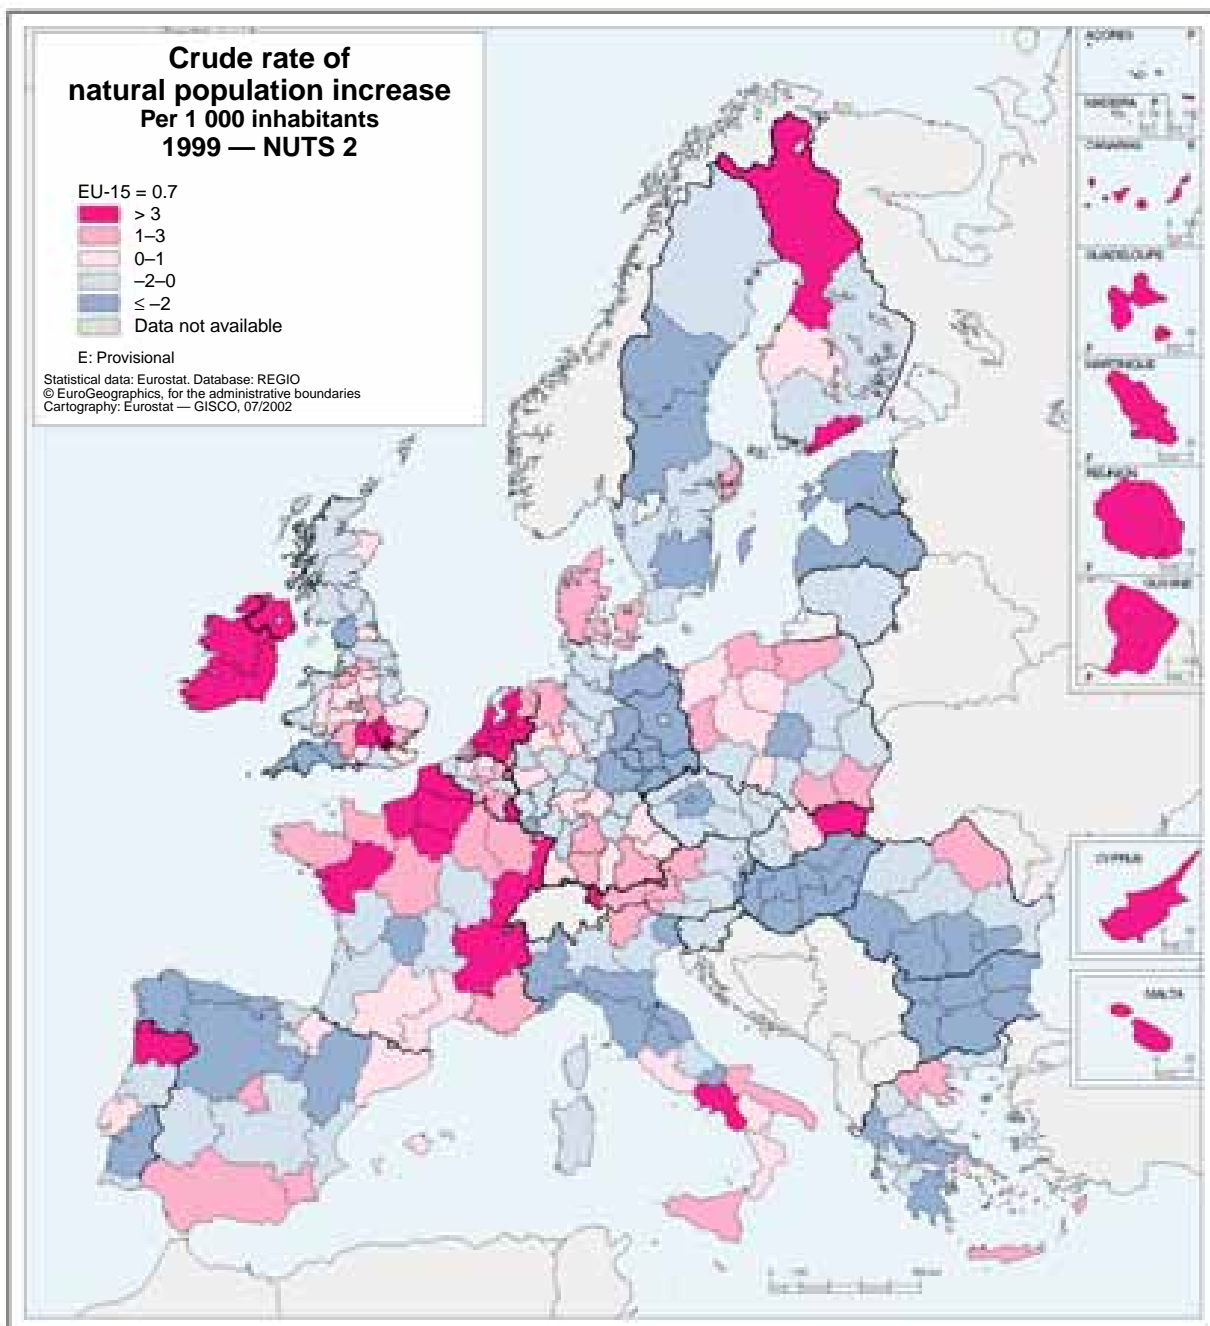 Crude rate of
natural population increase
Per 1 000 inhabitants
1999 — NUTS 2
EU-15 = 0.7
> 3
1–3
0–1
–2–0
≤ –2
Data not available
E: Provisional
Statistical data: Eurostat. Database: REGIO
© EuroGeographics, for the administrative boundaries
Cartography: Eurostat — GISCO, 07/2002
AÇORES P
MADEIRA P
CANARIAS E
GUADELOUPE
F
MARTINIQUE
F
REUNION
F
GUYANE
F
CYPRUS
MALTA